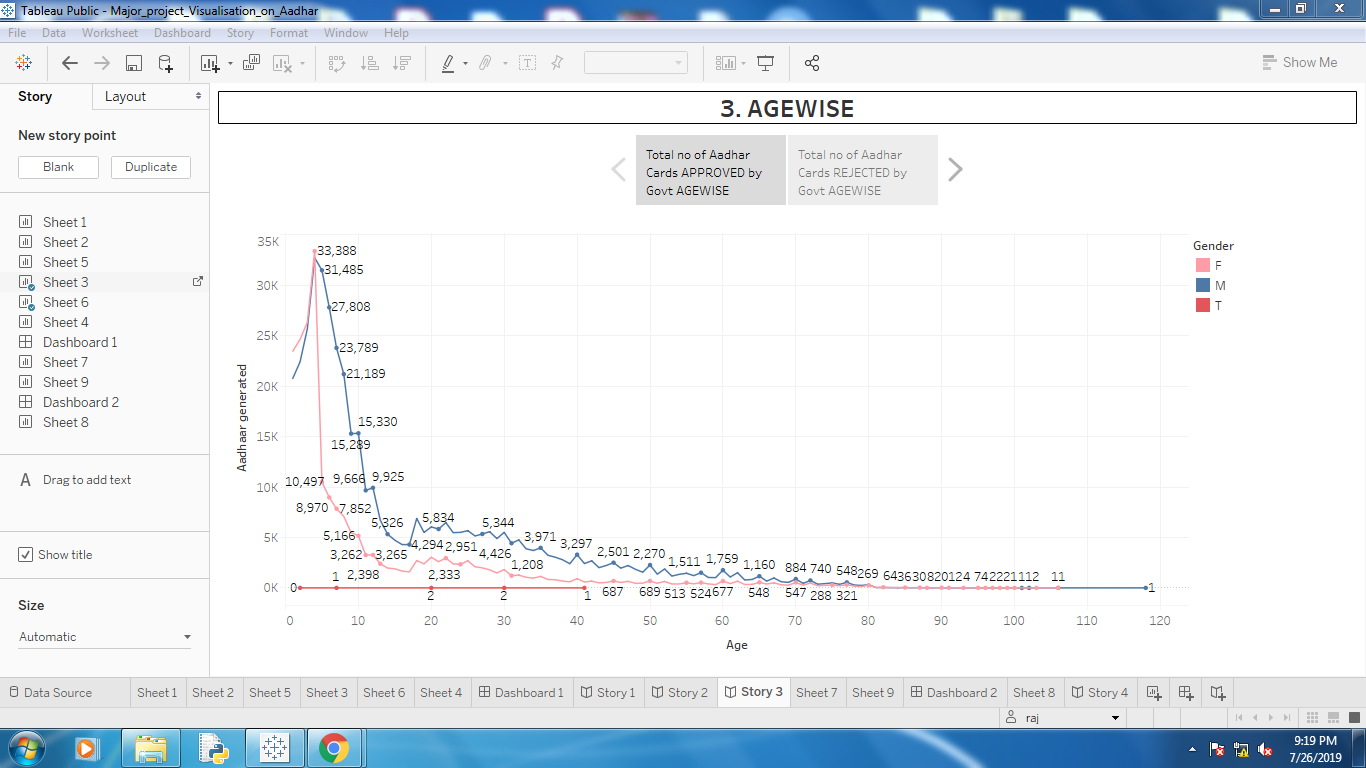 Tableau Public - Major_project_Visualisation_on_Aadhar
File Data Worksheet Dashboard Story Format Window Help
Show Me
Story Layout
New story point
Blank Duplicate
Sheet 1
Sheet 2
Sheet 5
Sheet 3
Sheet 6
Sheet 4
Dashboard 1
Sheet 7
Sheet 9
Dashboard 2
Sheet 8
A Drag to add text
Show title
Size
Automatic
3. AGEWISE
Total no of Aadhar
Cards APPROVED by
Govt AGEWISE
Total no of Aadhar
Cards REJECTED by
Govt AGEWISE
Aadhaar generated
35K
30K
25K
20K
15K
10K
5K
0K
33,388
31,485
27,808
23,789
21,189
15,330
15,289
10,497 9,666 9,925
8,970 7,852
5,326 5,834 5,344
5,166 4,294 2,951 4,426 3,971 3,297
3,262 3,265 1,208 2,501 2,270 1,511 1,759 1,160 884 740 548 269
1 2,398 2,333
0 2 2 1 687 689 513 524 677 548 547 288 321
11 1
0 10 20 30 40 50 60 70 80 90 100 110 120
Age
Gender
F
M
T
Data Source Sheet 1 Sheet 2 Sheet 5 Sheet 3 Sheet 6 Sheet 4 Dashboard 1 Story 1 Story 2 Story 3 Sheet 7 Sheet 9 Dashboard 2 Sheet 8 Story 4
raj
9:19 PM
7/26/2019